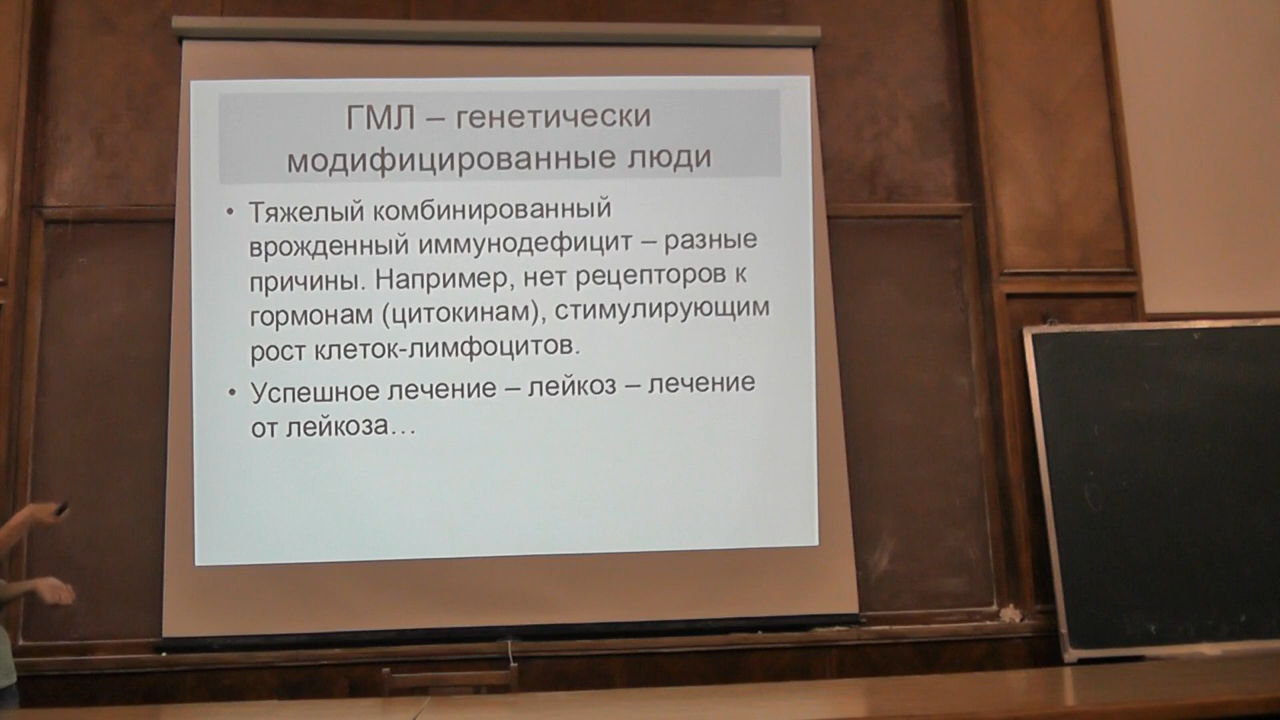 ГМЛ – генетически
модифицированные люди
• Тяжелый комбинированный
врожденный иммунодефицит – разные
причины. Например, нет рецепторов к
гормонам (цитокинам), стимулирующим
рост клеток-лимфоцитов.
• Успешное лечение – лейкоз – лечение
от лейкоза…